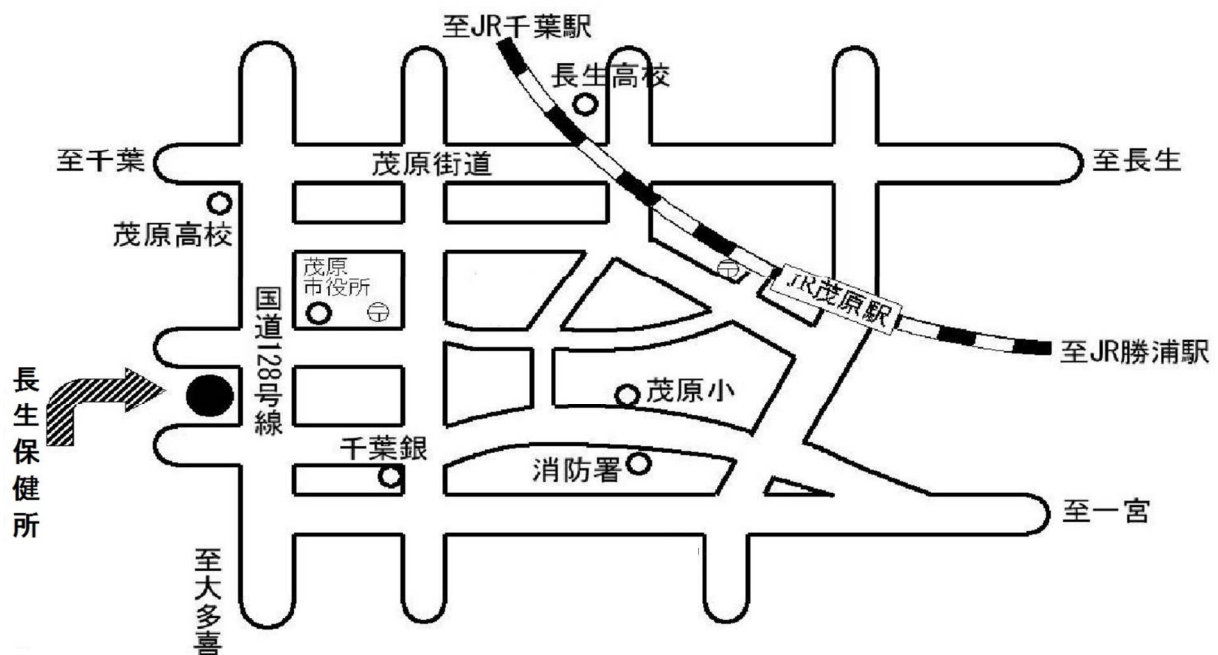 至JR千葉駅
長生高校
至千葉
茂原街道
至長生
茂原高校
茂原
市役所
〒
〒
JR茂原駅
国道128号線
至JR勝浦駅
長生保健所
茂原小
千葉銀
消防署
至一宮
至大多喜